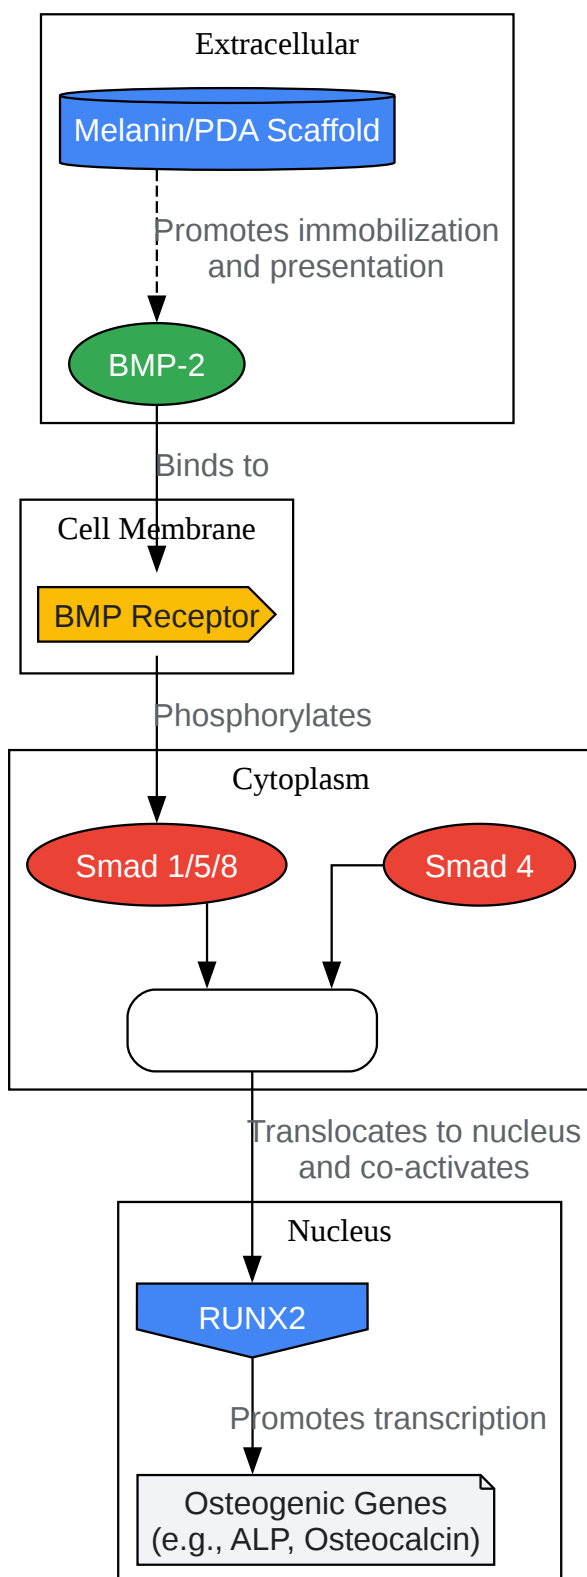 Extracellular
Melanin/PDA Scaffold
Promotes immobilization
and presentation
BMP-2
Binds to
Cell Membrane
BMP Receptor
Phosphorylates
Cytoplasm
Smad 1/5/8
Smad 4
Translocates to nucleus
and co-activates
Nucleus
RUNX2
Promotes transcription
Osteogenic Genes
(e.g., ALP, Osteocalcin)